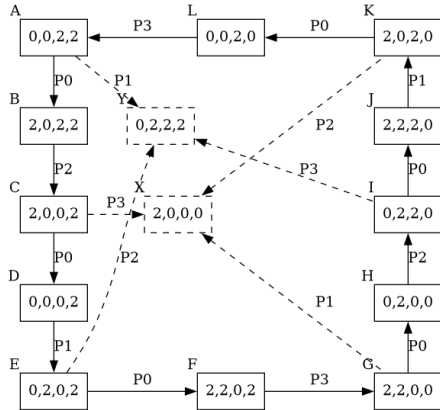 A
L
K
0,0,2,2
P3
0,0,2,0
P0
2,0,2,0
P0
P1
P1
B
Y
J
2,0,2,2
0,2,2,2
P2
2,2,2,0
P2
P3
P0
C
X
I
2,0,0,2
P3
2,0,0,0
0,2,2,0
P0
P2
P2
D
H
0,0,0,2
P1
0,2,0,0
P1
P0
E
F
G
0,2,0,2
P0
2,2,0,2
P3
2,2,0,0